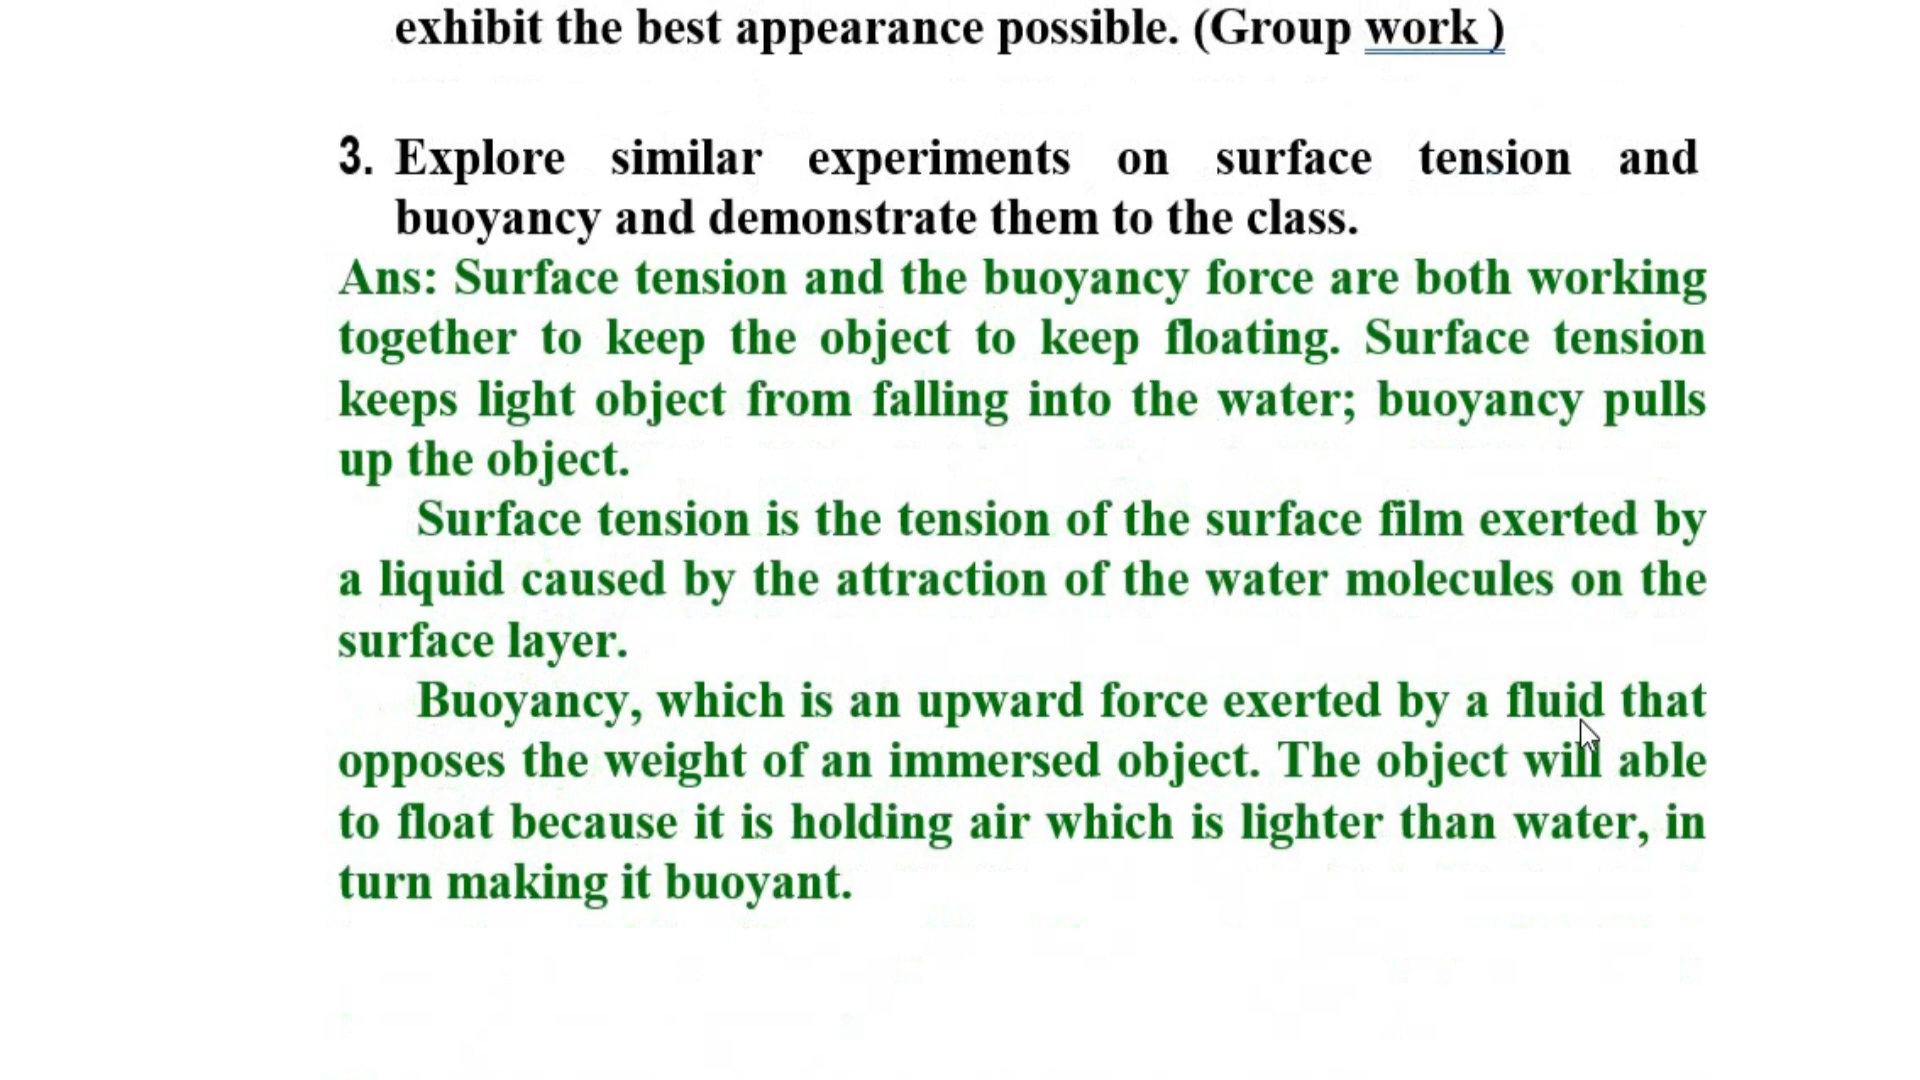 exhibit the best appearance possible. (Group work )
3. Explore similar experiments on surface tension and
buoyancy and demonstrate them to the class.
Ans: Surface tension and the buoyancy force are both working
together to keep the object to keep floating. Surface tension
keeps light object from falling into the water; buoyancy pulls
up the object.
Surface tension is the tension of the surface film exerted by
a liquid caused by the attraction of the water molecules on the
surface layer.
Buoyancy, which is an upward force exerted by a fluid that
opposes the weight of an immersed object. The object will able
to float because it is holding air which is lighter than water, in
turn making it buoyant.